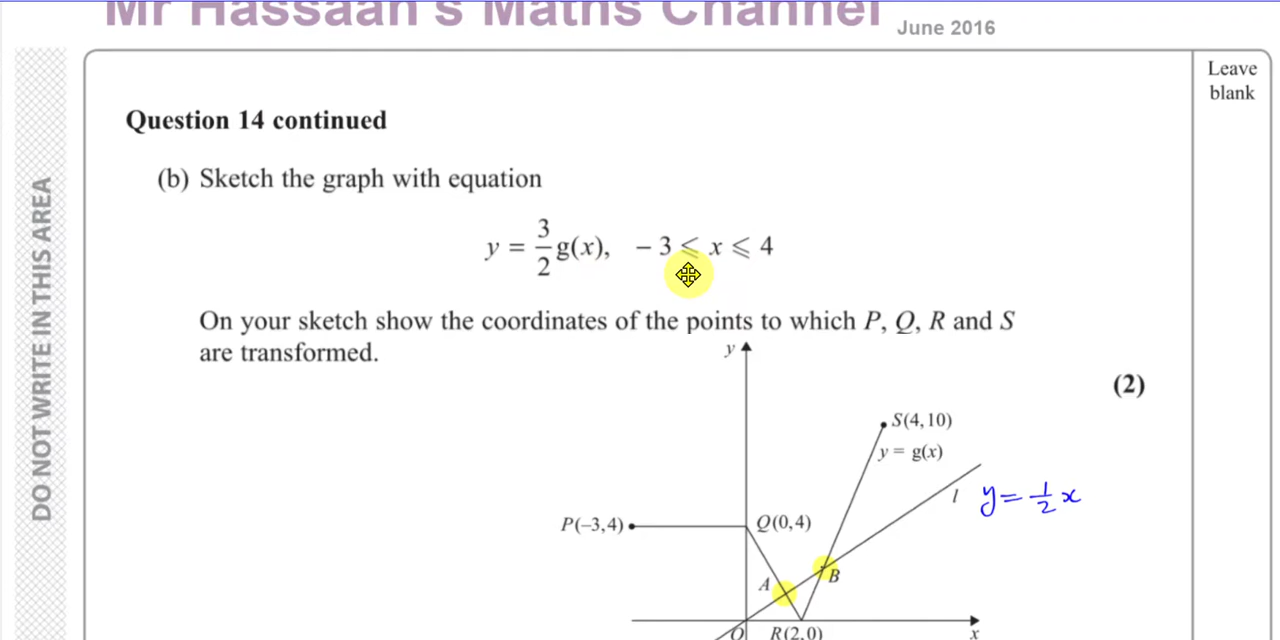 Mr Hassaan's Maths Channel
June 2016
Leave
blank
Question 14 continued
(b) Sketch the graph with equation
y = 3/2 g(x), − 3 ⩽ x ⩽ 4
On your sketch show the coordinates of the points to which P, Q, R and S
are transformed.
(2)
y
S(4,10)
y = g(x)
l y = 1/2 x
P(–3,4)
Q(0,4)
A
B
O
R(2,0)
x
DO NOT WRITE IN THIS AREA